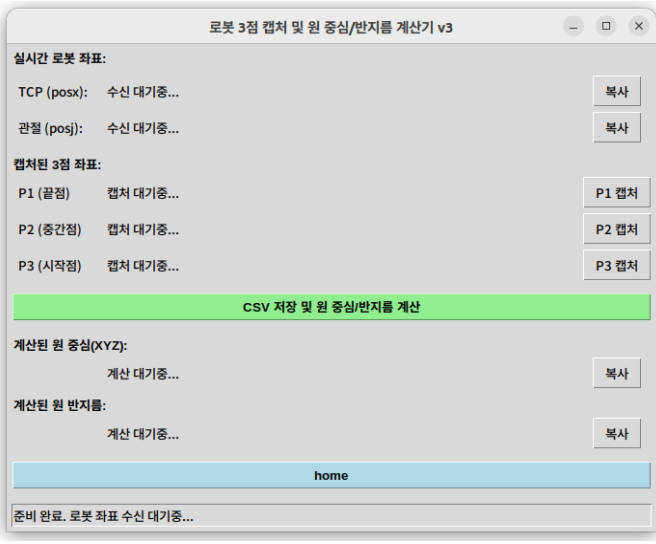 로봇 3점 캡처 및 원 중심/반지름 계산기 v3
실시간 로봇 좌표:
TCP (posx): 수신 대기중... 복사
관절 (posj): 수신 대기중... 복사
캡처된 3점 좌표:
P1 (끝점) 캡처 대기중... P1 캡처
P2 (중간점) 캡처 대기중... P2 캡처
P3 (시작점) 캡처 대기중... P3 캡처
CSV 저장 및 원 중심/반지름 계산
계산된 원 중심(XYZ):
계산 대기중... 복사
계산된 원 반지름:
계산 대기중... 복사
home
준비 완료. 로봇 좌표 수신 대기중...